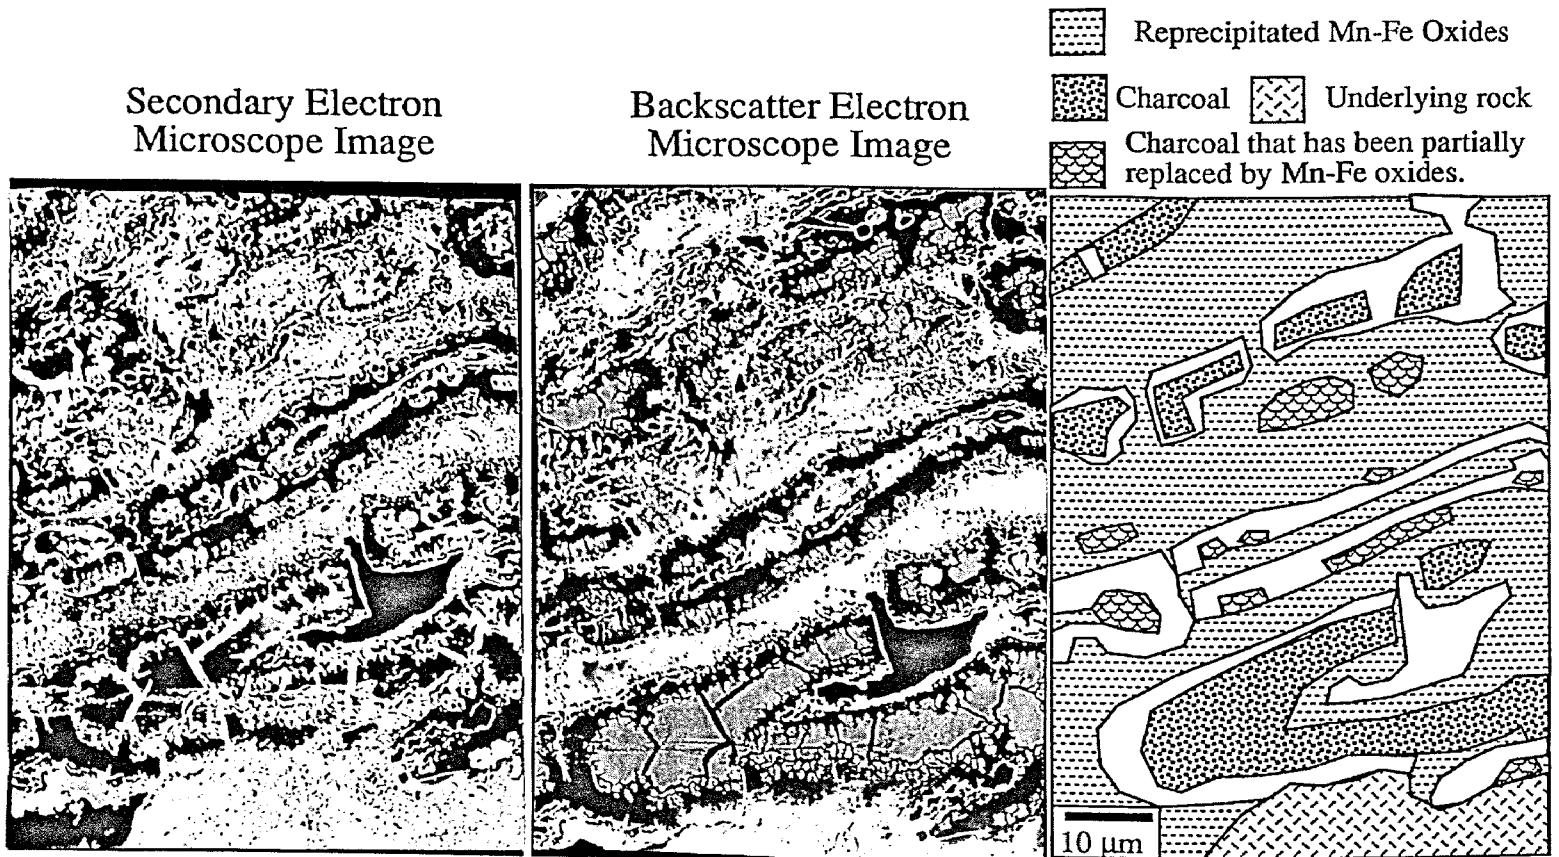 Secondary Electron
Microscope Image
Backscatter Electron
Microscope Image
Reprecipitated Mn-Fe Oxides
Charcoal
Underlying rock
Charcoal that has been partially
replaced by Mn-Fe oxides.
10 μm